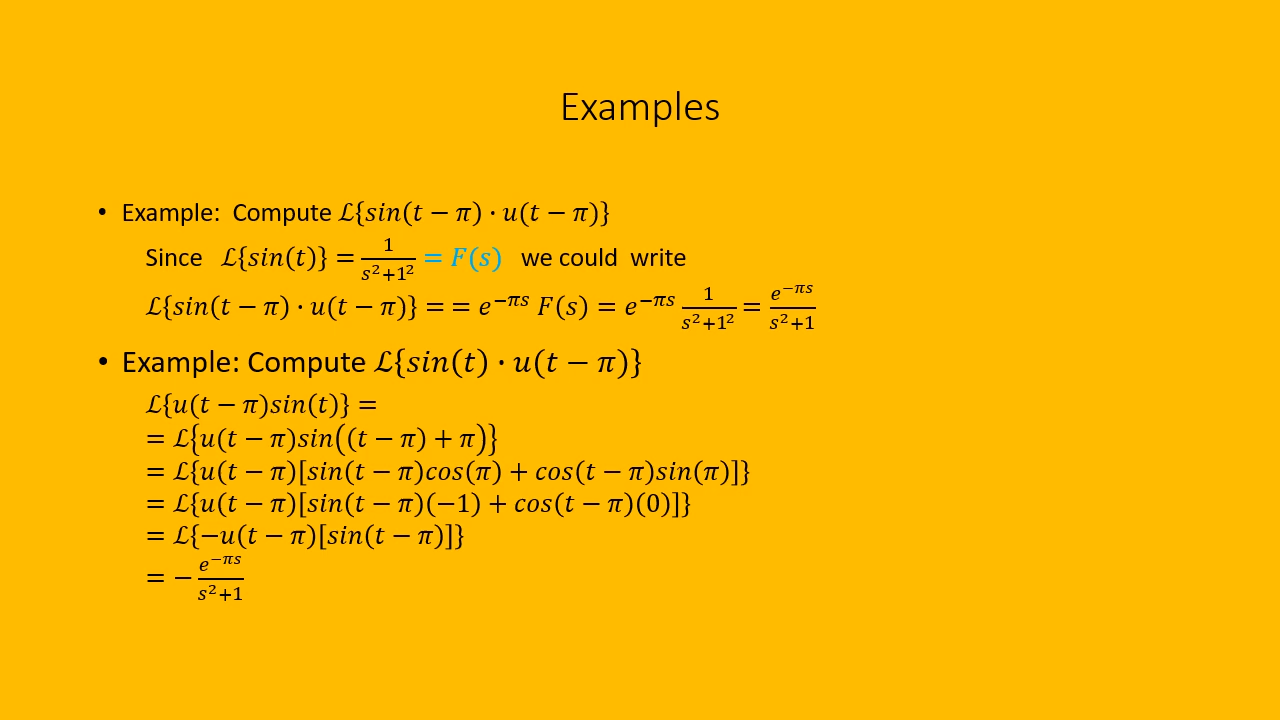 Examples
• Example:  Compute ℒ{sin(t − π) · u(t − π)}
Since   ℒ{sin(t)} = 1/(s²+1²) = F(s)   we could  write
ℒ{sin(t − π) · u(t − π)} = = e^(−πs) F(s) = e^(−πs) 1/(s²+1²) = e^(−πs)/(s²+1)
• Example: Compute ℒ{sin(t) · u(t − π)}
ℒ{u(t − π)sin(t)} =
= ℒ{u(t − π)sin((t − π) + π)}
= ℒ{u(t − π)[sin(t − π)cos(π) + cos(t − π)sin(π)]}
= ℒ{u(t − π)[sin(t − π)(−1) + cos(t − π)(0)]}
= ℒ{−u(t − π)[sin(t − π)]}
= − e^(−πs)/(s²+1)